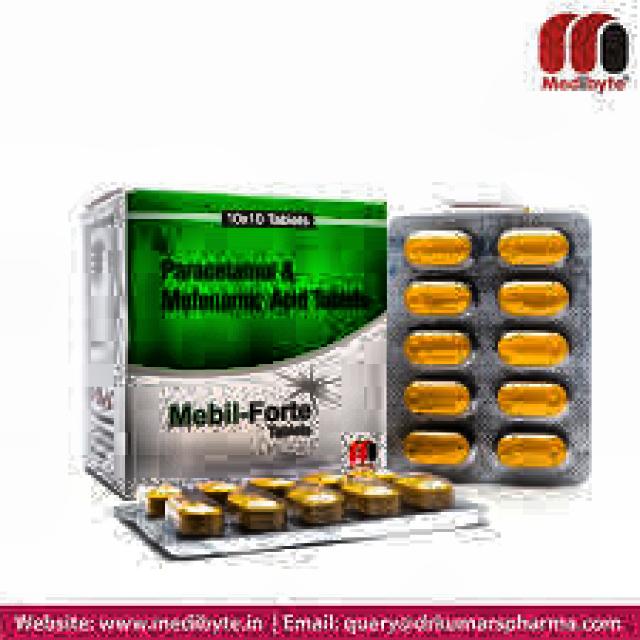 Medibyte
10x10 Tablets
Paracetamol &
Mefenamic Acid Tablets
Mebil-Forte
Tablets
Website: www.medibyte.in | Email: query@drkumarspharma.com